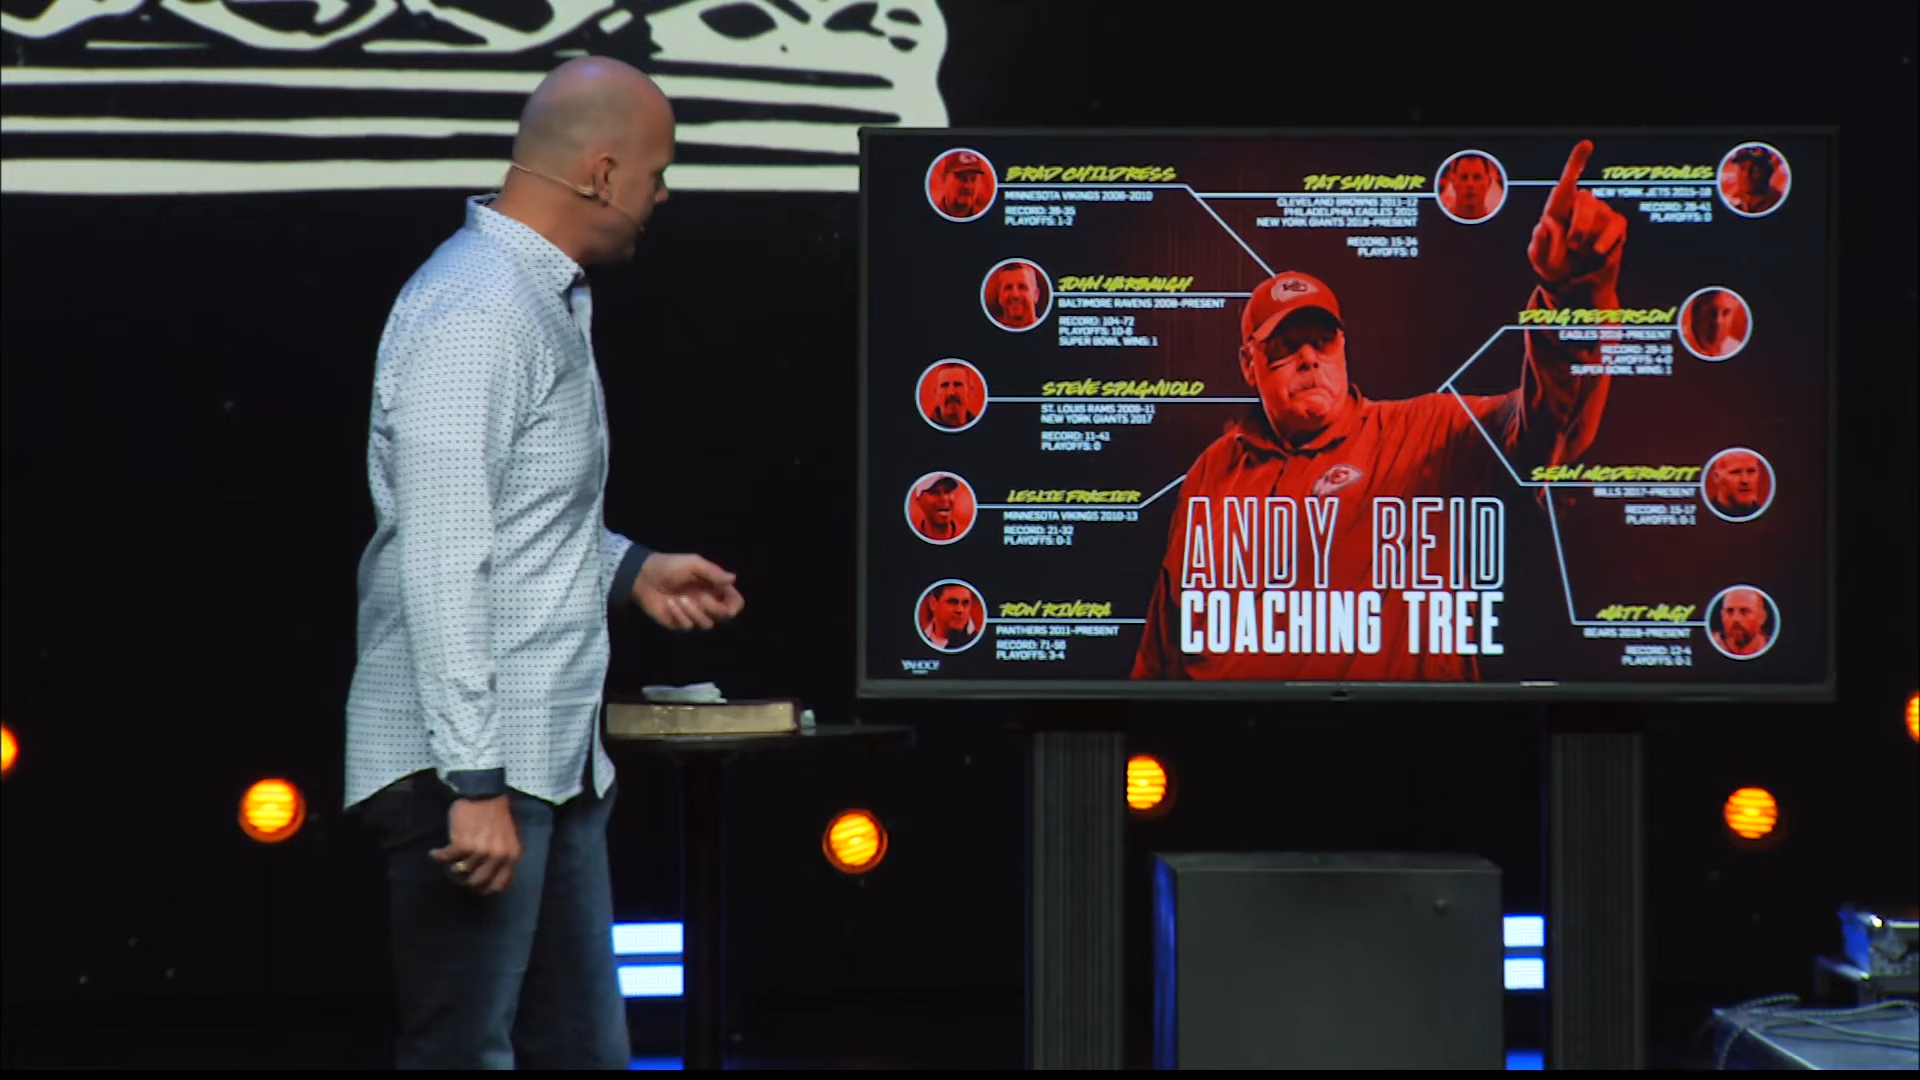 BRAD CHILDRESS
MINNESOTA VIKINGS 2006-2010
RECORD: 39-35
PLAYOFFS: 1-2
PAT SHURMUR
CLEVELAND BROWNS 2011-12
PHILADELPHIA EAGLES 2015
NEW YORK GIANTS 2018-PRESENT
RECORD: 15-34
PLAYOFFS: 0
TODD BOWLES
NEW YORK JETS 2015-18
RECORD: 26-41
PLAYOFFS: 0
JOHN HARBAUGH
BALTIMORE RAVENS 2008-PRESENT
RECORD: 104-72
PLAYOFFS: 10-6
SUPER BOWL WINS: 1
DOUG PEDERSON
EAGLES 2016-PRESENT
RECORD: 29-19
PLAYOFFS: 4-0
SUPER BOWL WINS: 1
STEVE SPAGNUOLO
ST. LOUIS RAMS 2009-11
NEW YORK GIANTS 2017
RECORD: 11-41
PLAYOFFS: 0
SEAN MCDERMOTT
BILLS 2017-PRESENT
RECORD: 15-17
PLAYOFFS: 0-1
LESLIE FRAZIER
MINNESOTA VIKINGS 2010-13
RECORD: 21-32
PLAYOFFS: 0-1
RON RIVERA
PANTHERS 2011-PRESENT
RECORD: 71-56
PLAYOFFS: 3-4
MATT NAGY
BEARS 2018-PRESENT
RECORD: 12-4
PLAYOFFS: 0-1
ANDY REID
COACHING TREE
YAHOO!
KC